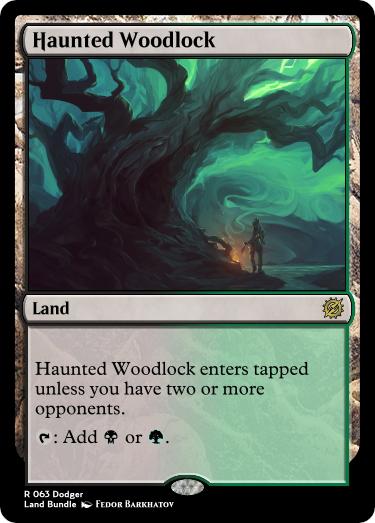 Haunted Woodlock
Land
Haunted Woodlock enters tapped
unless you have two or more
opponents.
: Add or .
R 063 Dodger
Land Bundle Fedor Barkhatov